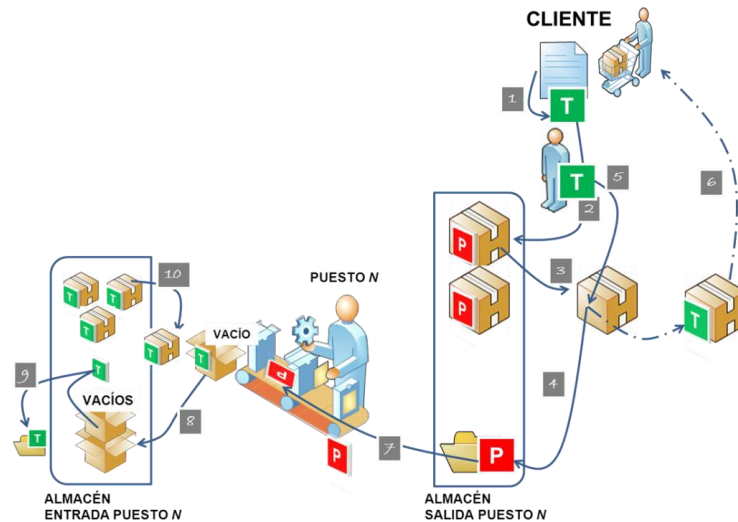 CLIENTE
1
T
T
5
2
6
P
3
P
T
10
T
T
T
PUESTO N
VACÍO
T
T
T
P
4
9
VACÍOS
T
8
7
P
P
ALMACÉN
ENTRADA PUESTO N
ALMACÉN
SALIDA PUESTO N